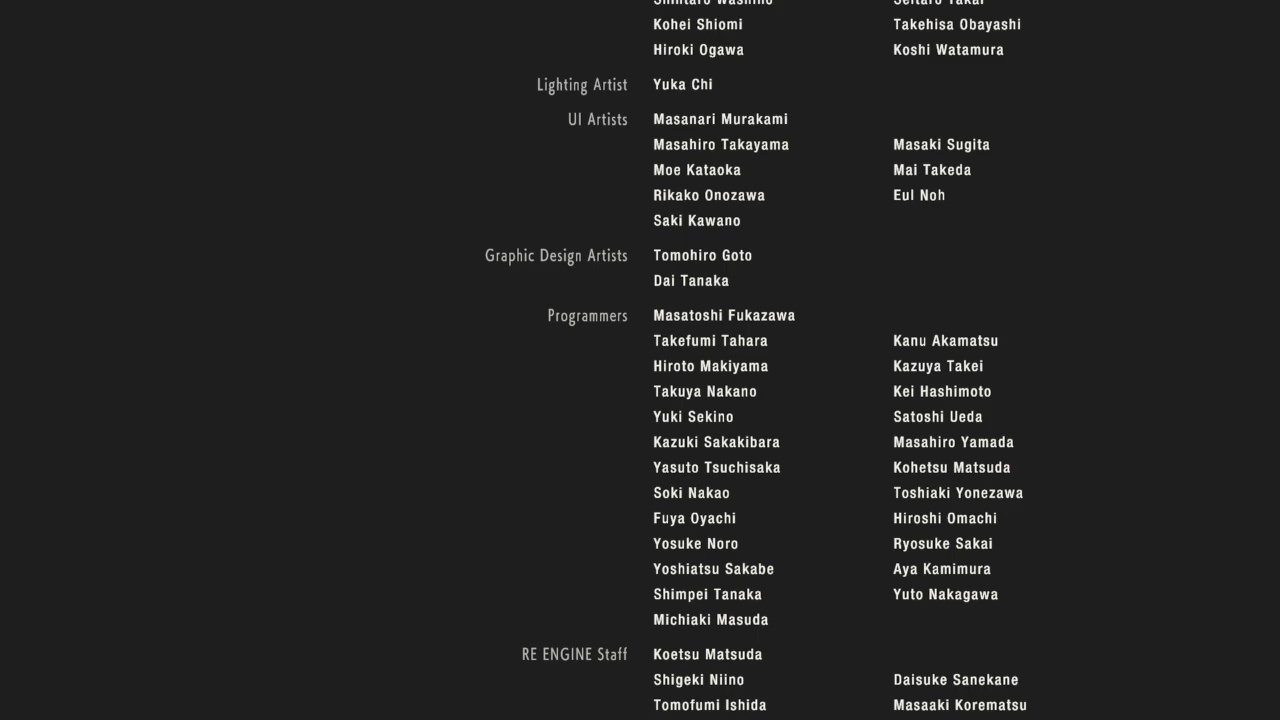 Shintaro Washino Seitaro Takai
Kohei Shiomi Takehisa Obayashi
Hiroki Ogawa Koshi Watamura
Lighting Artist Yuka Chi
UI Artists Masanari Murakami
Masahiro Takayama Masaki Sugita
Moe Kataoka Mai Takeda
Rikako Onozawa Eul Noh
Saki Kawano
Graphic Design Artists Tomohiro Goto
Dai Tanaka
Programmers Masatoshi Fukazawa
Takefumi Tahara Kanu Akamatsu
Hiroto Makiyama Kazuya Takei
Takuya Nakano Kei Hashimoto
Yuki Sekino Satoshi Ueda
Kazuki Sakakibara Masahiro Yamada
Yasuto Tsuchisaka Kohetsu Matsuda
Soki Nakao Toshiaki Yonezawa
Fuya Oyachi Hiroshi Omachi
Yosuke Noro Ryosuke Sakai
Yoshiatsu Sakabe Aya Kamimura
Shimpei Tanaka Yuto Nakagawa
Michiaki Masuda
RE ENGINE Staff Koetsu Matsuda
Shigeki Niino Daisuke Sanekane
Tomofumi Ishida Masaaki Korematsu